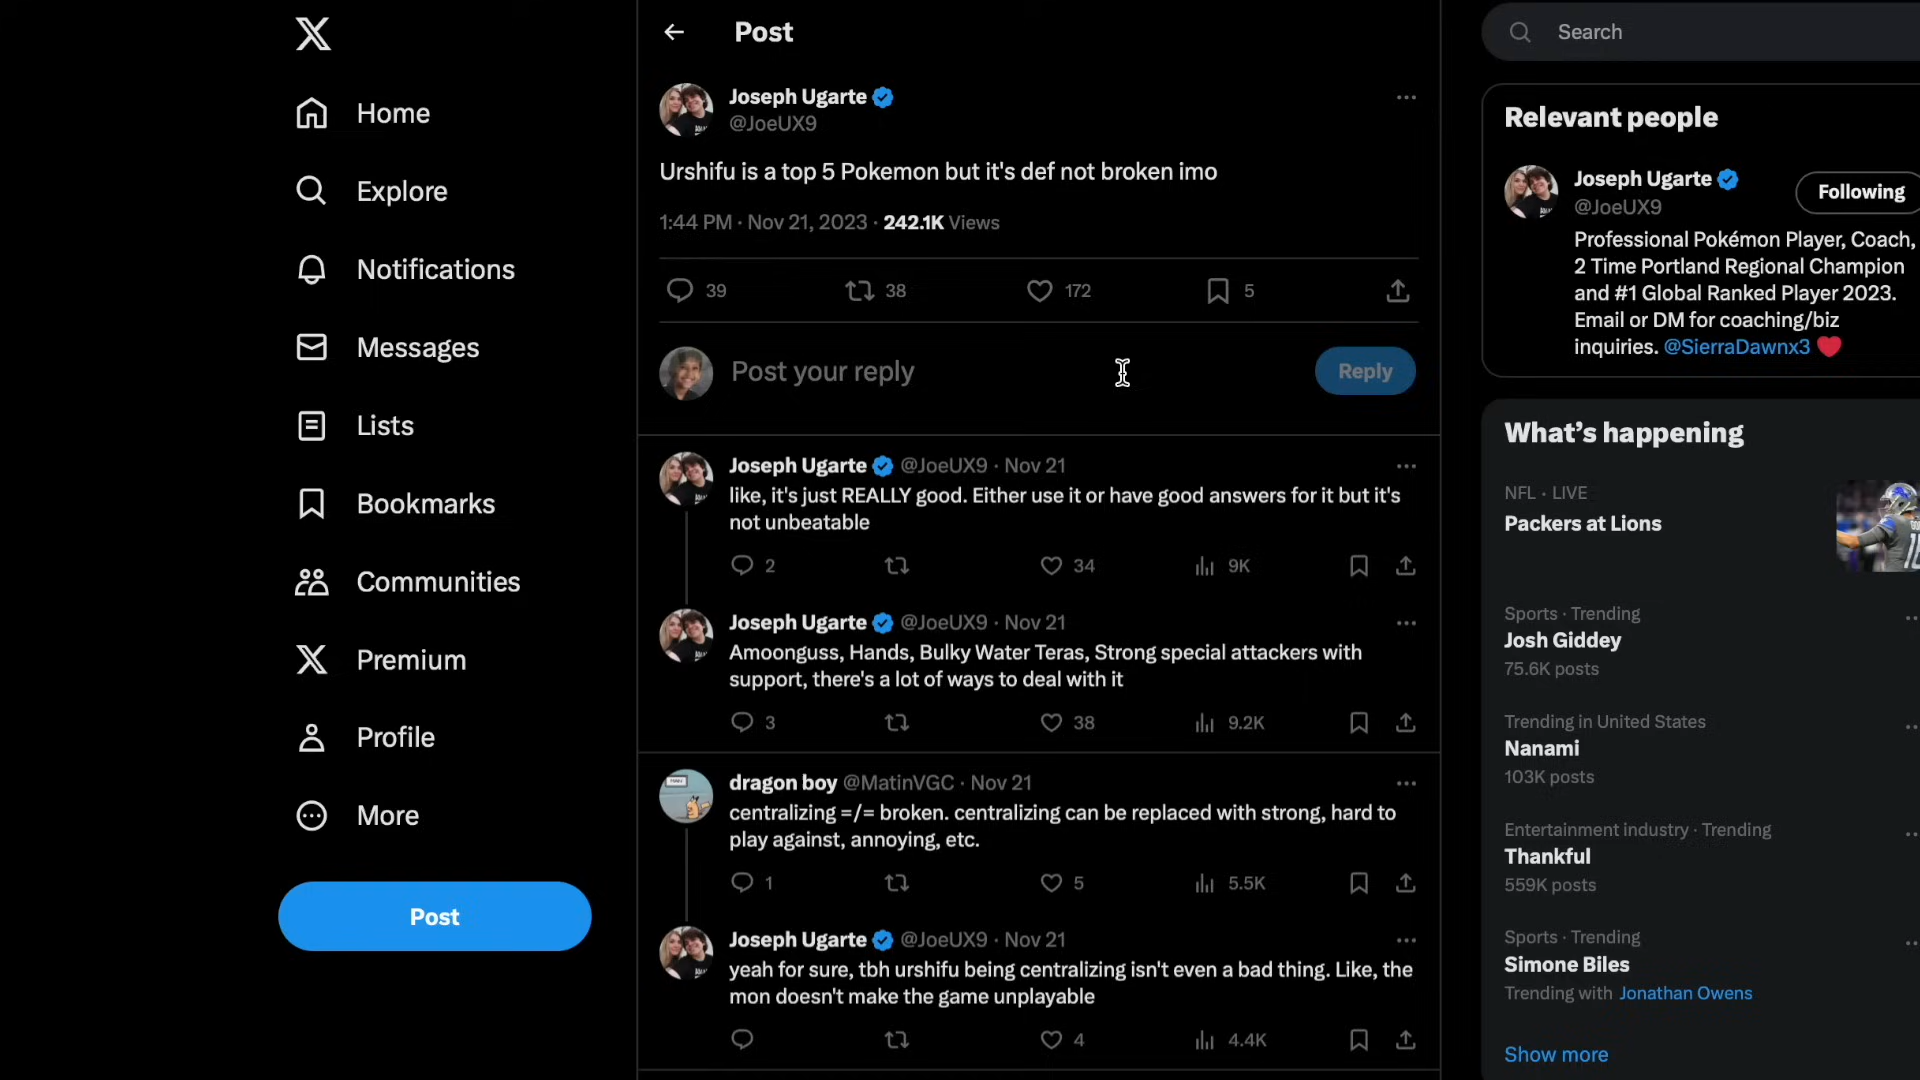 Home
Explore
Notifications
Messages
Lists
Bookmarks
Communities
Premium
Profile
More
Post
Post
Joseph Ugarte
@JoeUX9
Urshifu is a top 5 Pokemon but it's def not broken imo
1:44 PM · Nov 21, 2023 · 242.1K Views
39 38 172 5
Post your reply
Reply
Joseph Ugarte @JoeUX9 · Nov 21
like, it's just REALLY good. Either use it or have good answers for it but it's
not unbeatable
2 34 9K
Joseph Ugarte @JoeUX9 · Nov 21
Amoonguss, Hands, Bulky Water Teras, Strong special attackers with
support, there's a lot of ways to deal with it
3 38 9.2K
dragon boy @MatinVGC · Nov 21
centralizing =/= broken. centralizing can be replaced with strong, hard to
play against, annoying, etc.
1 5 5.5K
Joseph Ugarte @JoeUX9 · Nov 21
yeah for sure, tbh urshifu being centralizing isn't even a bad thing. Like, the
mon doesn't make the game unplayable
4 4.4K
Search
Relevant people
Joseph Ugarte
@JoeUX9
Following
Professional Pokémon Player, Coach,
2 Time Portland Regional Champion
and #1 Global Ranked Player 2023.
Email or DM for coaching/biz
inquiries. @SierraDawnx3 ❤️
What's happening
NFL · LIVE
Packers at Lions
Sports · Trending
Josh Giddey
75.6K posts
Trending in United States
Nanami
103K posts
Entertainment industry · Trending
Thankful
559K posts
Sports · Trending
Simone Biles
Trending with Jonathan Owens
Show more